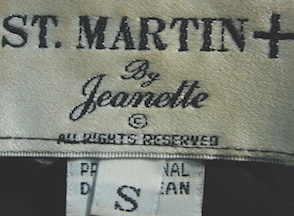 ST. MARTIN +
By
Jeanette
©
ALL RIGHTS RESERVED
S